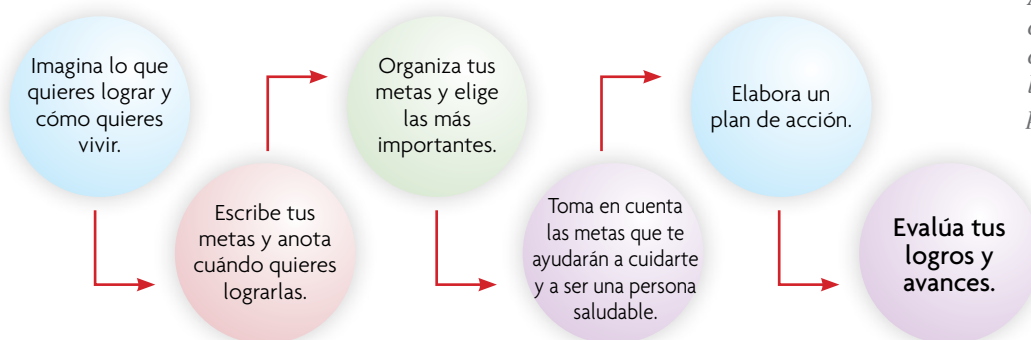 Imagina lo que
quieres lograr y
cómo quieres
vivir.
Escribe tus
metas y anota
cuándo quieres
lograrlas.
Organiza tus
metas y elige
las más
importantes.
Toma en cuenta
las metas que te
ayudarán a cuidarte
y a ser una persona
saludable.
Elabora un
plan de acción.
Evalúa tus
logros y
avances.